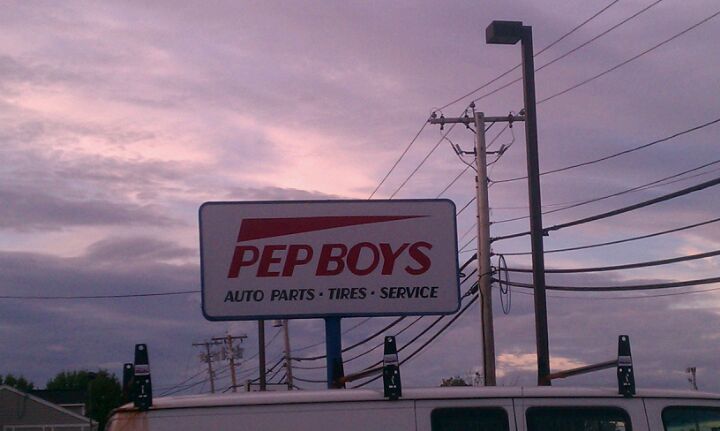 PEP BOYS
AUTO PARTS · TIRES · SERVICE